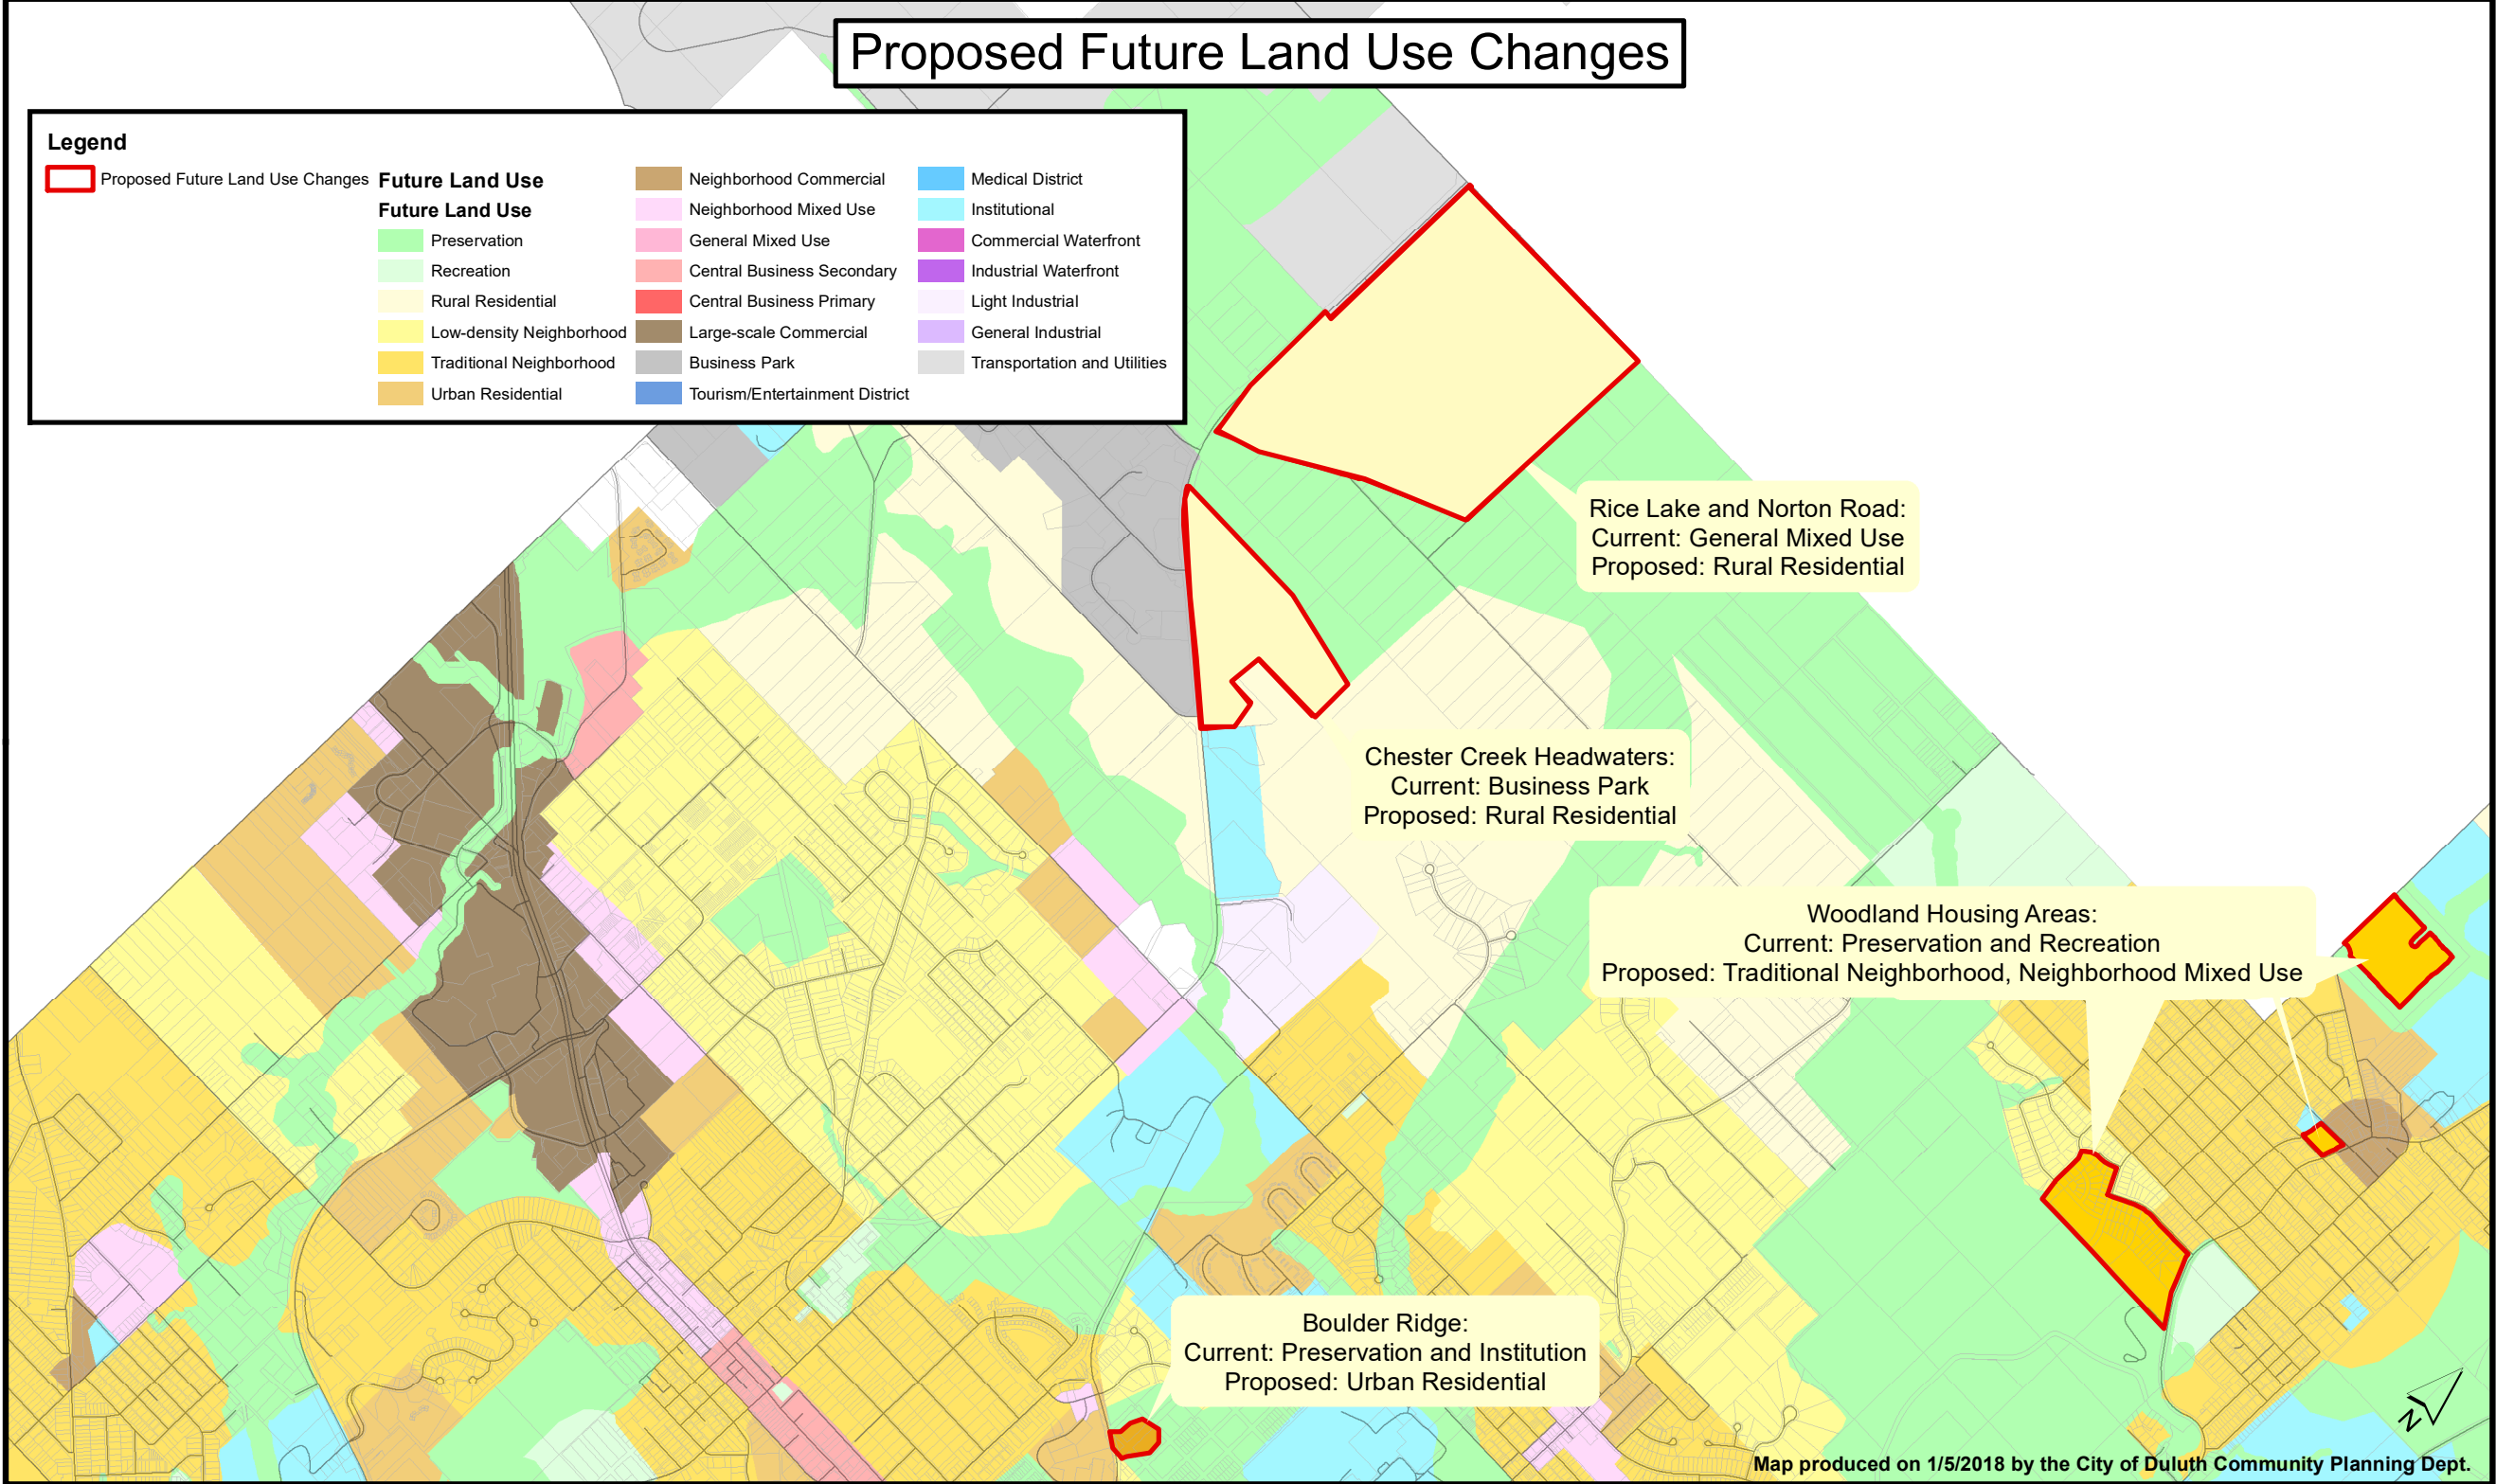 Proposed Future Land Use Changes
Legend
Proposed Future Land Use Changes
Future Land Use
Future Land Use
Preservation
Recreation
Rural Residential
Low-density Neighborhood
Traditional Neighborhood
Urban Residential
Neighborhood Commercial
Neighborhood Mixed Use
General Mixed Use
Central Business Secondary
Central Business Primary
Large-scale Commercial
Business Park
Tourism/Entertainment District
Medical District
Institutional
Commercial Waterfront
Industrial Waterfront
Light Industrial
General Industrial
Transportation and Utilities
Rice Lake and Norton Road:
Current: General Mixed Use
Proposed: Rural Residential
Chester Creek Headwaters:
Current: Business Park
Proposed: Rural Residential
Woodland Housing Areas:
Current: Preservation and Recreation
Proposed: Traditional Neighborhood, Neighborhood Mixed Use
Boulder Ridge:
Current: Preservation and Institution
Proposed: Urban Residential
N
Map produced on 1/5/2018 by the City of Duluth Community Planning Dept.